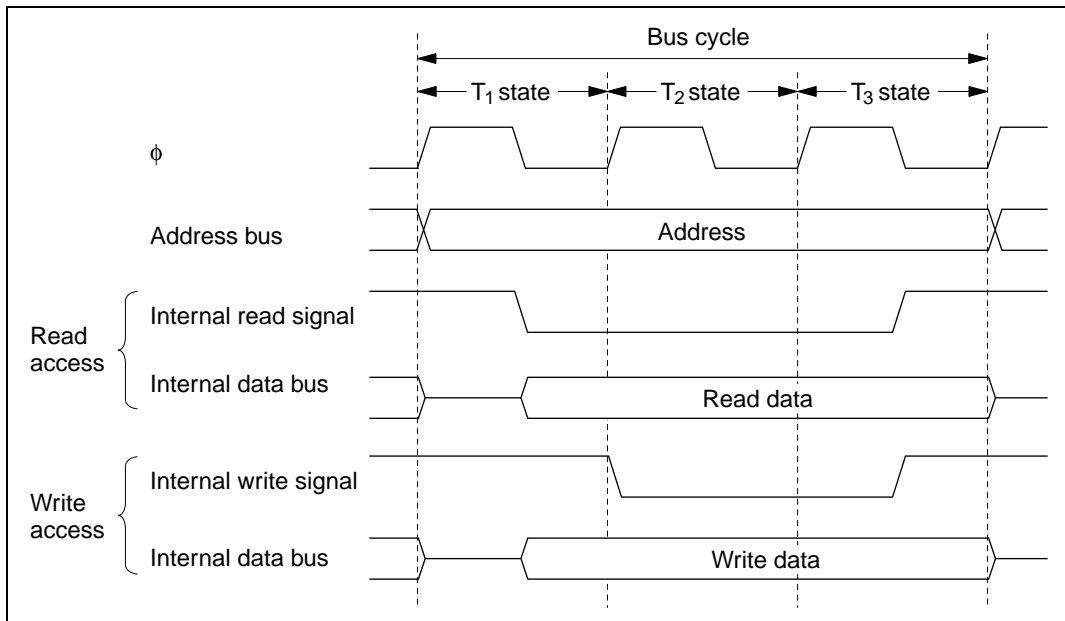 Bus cycle
T1 state
T2 state
T3 state
ϕ
Address bus
Address
Read
access
Internal read signal
Internal data bus
Read data
Write
access
Internal write signal
Internal data bus
Write data